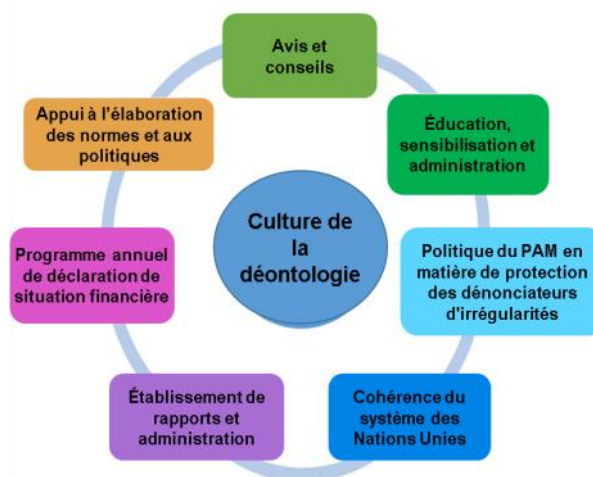 Avis et
conseils
Éducation,
sensibilisation et
administration
Politique du PAM en
matière de protection
des dénonciateurs
d'irrégularités
Cohérence du
système des
Nations Unies
Établissement de
rapports et
administration
Programme annuel
de déclaration de
situation financière
Appui à l'élaboration
des normes et aux
politiques
Culture de
la
déontologie